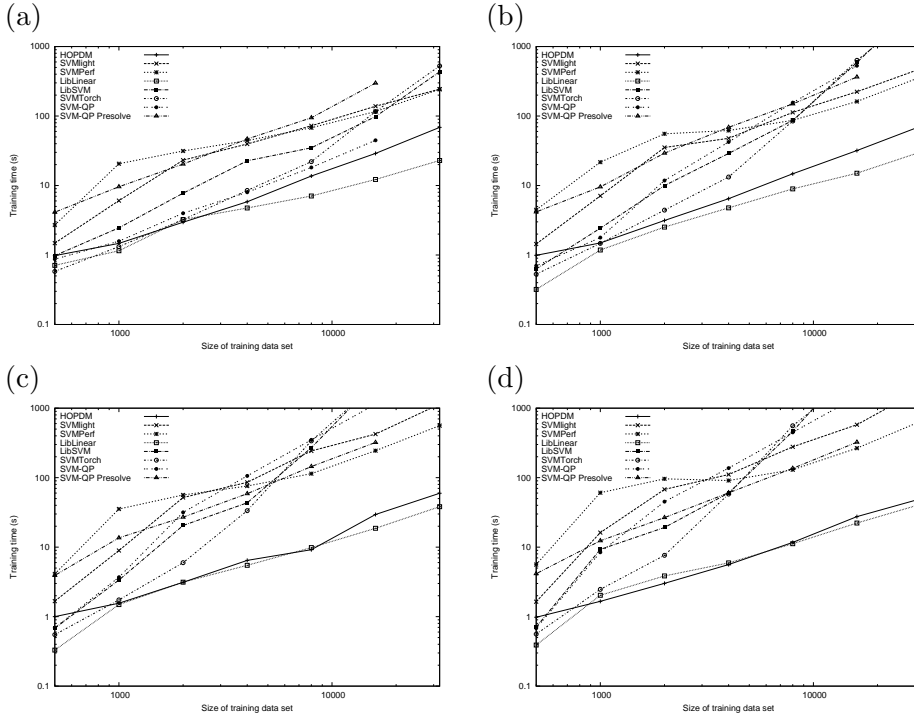 (a)
1000
100
10
1
0.1
1000
10000
Training time (s)
Size of training data set
HOPDM
SVMlight
SVMPerf
LibLinear
LibSVM
SVMTorch
SVM-QP
SVM-QP Presolve
(b)
1000
100
10
1
0.1
1000
10000
Training time (s)
Size of training data set
HOPDM
SVMlight
SVMPerf
LibLinear
LibSVM
SVMTorch
SVM-QP
SVM-QP Presolve
(c)
1000
100
10
1
0.1
1000
10000
Training time (s)
Size of training data set
HOPDM
SVMlight
SVMPerf
LibLinear
LibSVM
SVMTorch
SVM-QP
SVM-QP Presolve
(d)
1000
100
10
1
0.1
1000
10000
Training time (s)
Size of training data set
HOPDM
SVMlight
SVMPerf
LibLinear
LibSVM
SVMTorch
SVM-QP
SVM-QP Presolve